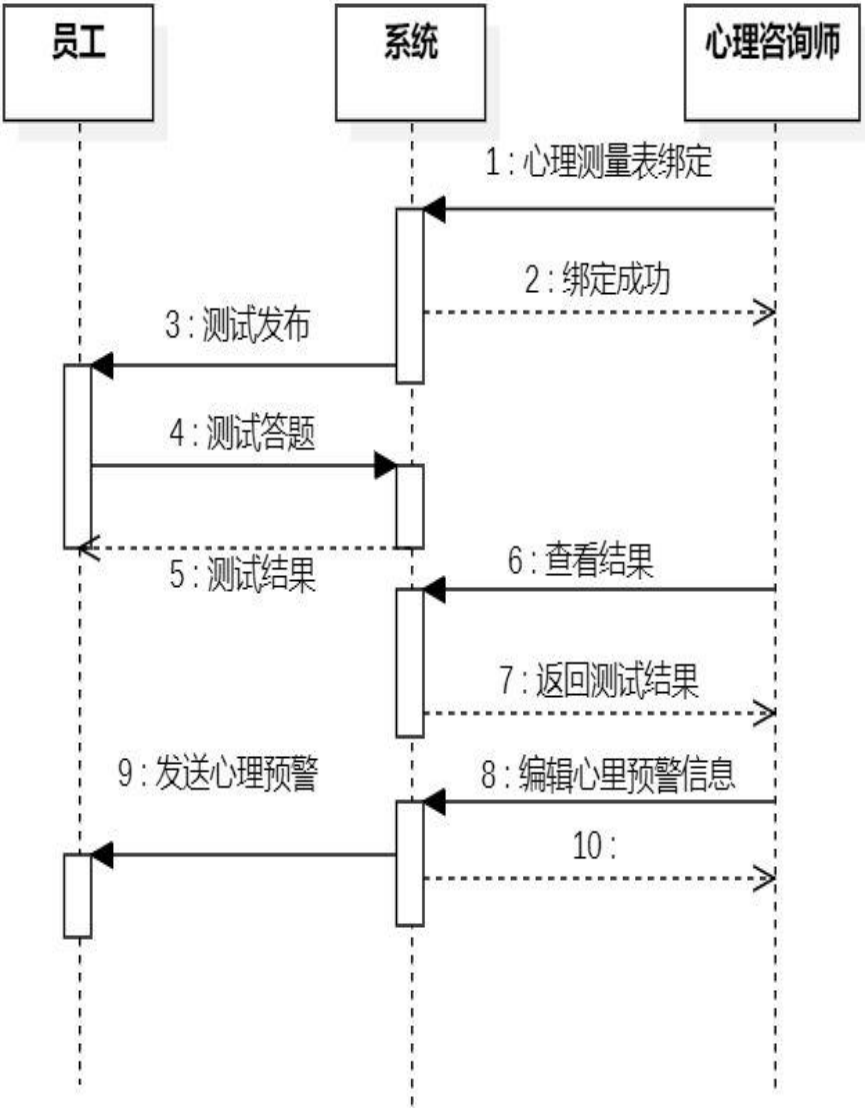 员工
系统
心理咨询师
1 : 心理测量表绑定
2 : 绑定成功
3 : 测试发布
4 : 测试答题
5 : 测试结果
6 : 查看结果
7 : 返回测试结果
9 : 发送心理预警
8 : 编辑心里预警信息
10 :